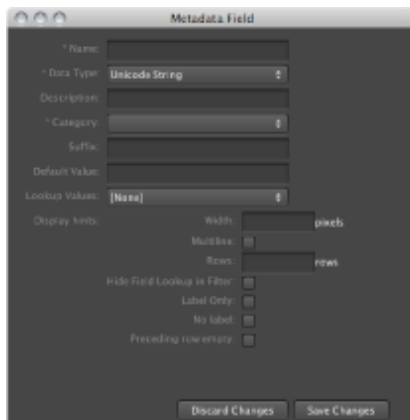 Metadata Field
* Name:
* Data Type: Unicode String
Description:
* Category:
Suffix:
Default Value:
Lookup Values: [None]
Display hints: Width: pixels
Multiline:
Rows: rows
Hide Field Lookup in Filter:
Label Only:
No label:
Preceding row empty:
Discard Changes Save Changes